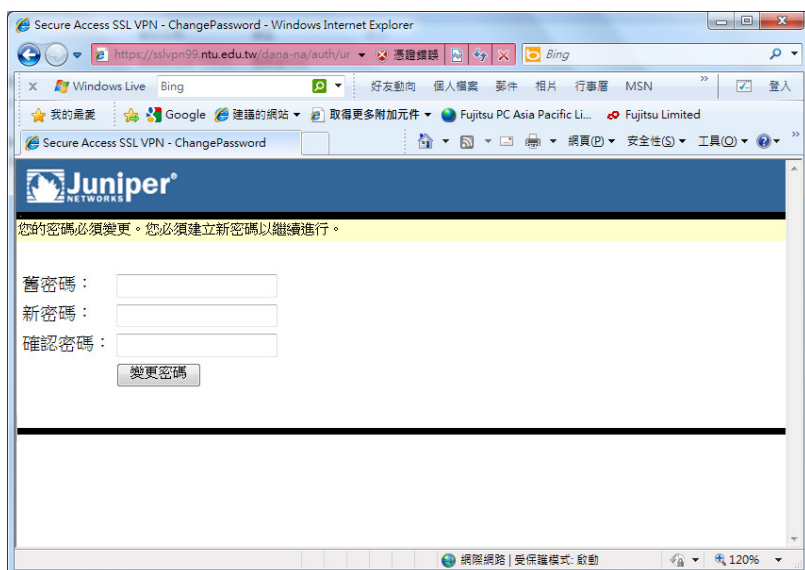 Secure Access SSL VPN - ChangePassword - Windows Internet Explorer
https://sslvpn99.ntu.edu.tw/dana-na/auth/ur 憑證錯誤 Bing
x Windows Live Bing 好友動向 個人檔案 郵件 相片 行事曆 MSN » 登入
我的最愛 Google 建議的網站 取得更多附加元件 Fujitsu PC Asia Pacific Li... Fujitsu Limited
Secure Access SSL VPN - ChangePassword 網頁(P) 安全性(S) 工具(O) »
Juniper®
NETWORKS
您的密碼必須變更。您必須建立新密碼以繼續進行。
舊密碼：
新密碼：
確認密碼：
變更密碼
網際網路 | 受保護模式: 啟動 120%